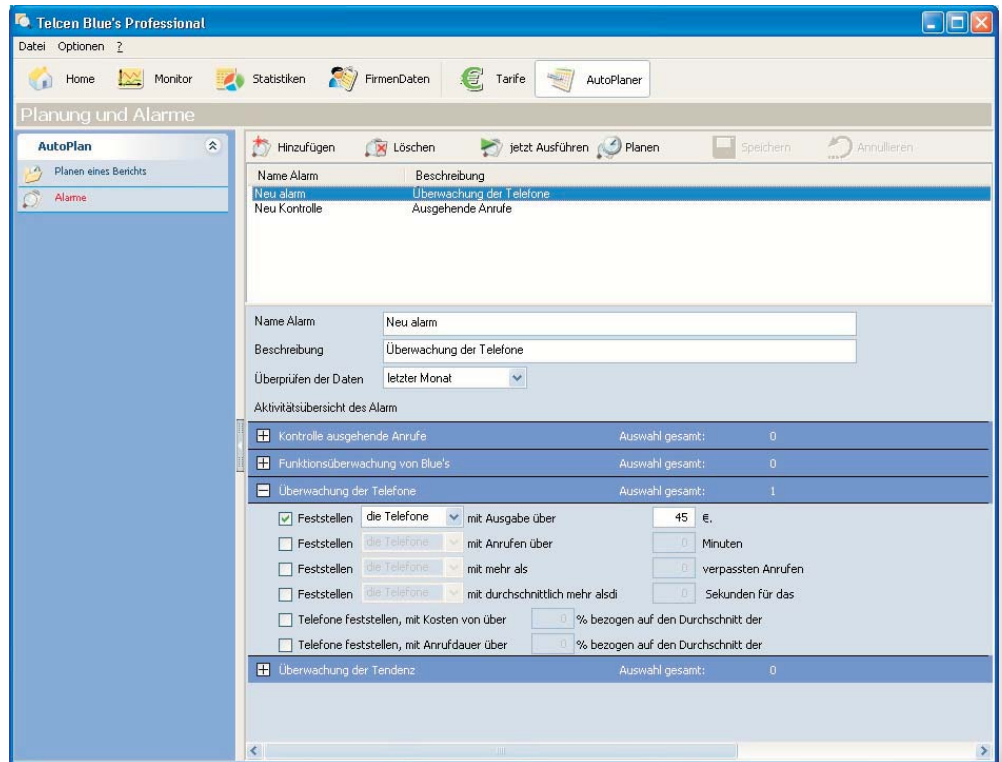 Telcen Blue's Professional
Datei Optionen ?
Home Monitor Statistiken FirmenDaten Tarife AutoPlaner
Planung und Alarme
AutoPlan
Planen eines Berichts
Alarme
Hinzufügen Löschen jetzt Ausführen Planen Speichern Annullieren
Name Alarm Beschreibung
Neu alarm Überwachung der Telefone
Neu Kontrolle Ausgehende Anrufe
Name Alarm Neu alarm
Beschreibung Überwachung der Telefone
Überprüfen der Daten letzter Monat
Aktivitätsübersicht des Alarm
Kontrolle ausgehende Anrufe Auswahl gesamt: 0
Funktionsüberwachung von Blue's Auswahl gesamt: 0
Überwachung der Telefone Auswahl gesamt: 1
Feststellen die Telefone mit Ausgabe über 45 €.
Feststellen die Telefone mit Anrufen über 0 Minuten
Feststellen die Telefone mit mehr als 0 verpassten Anrufen
Feststellen die Telefone mit durchschnittlich mehr alsdi 0 Sekunden für das
Telefone feststellen, mit Kosten von über 0 % bezogen auf den Durchschnitt der
Telefone feststellen, mit Anrufdauer über 0 % bezogen auf den Durchschnitt der
Überwachung der Tendenz Auswahl gesamt: 0